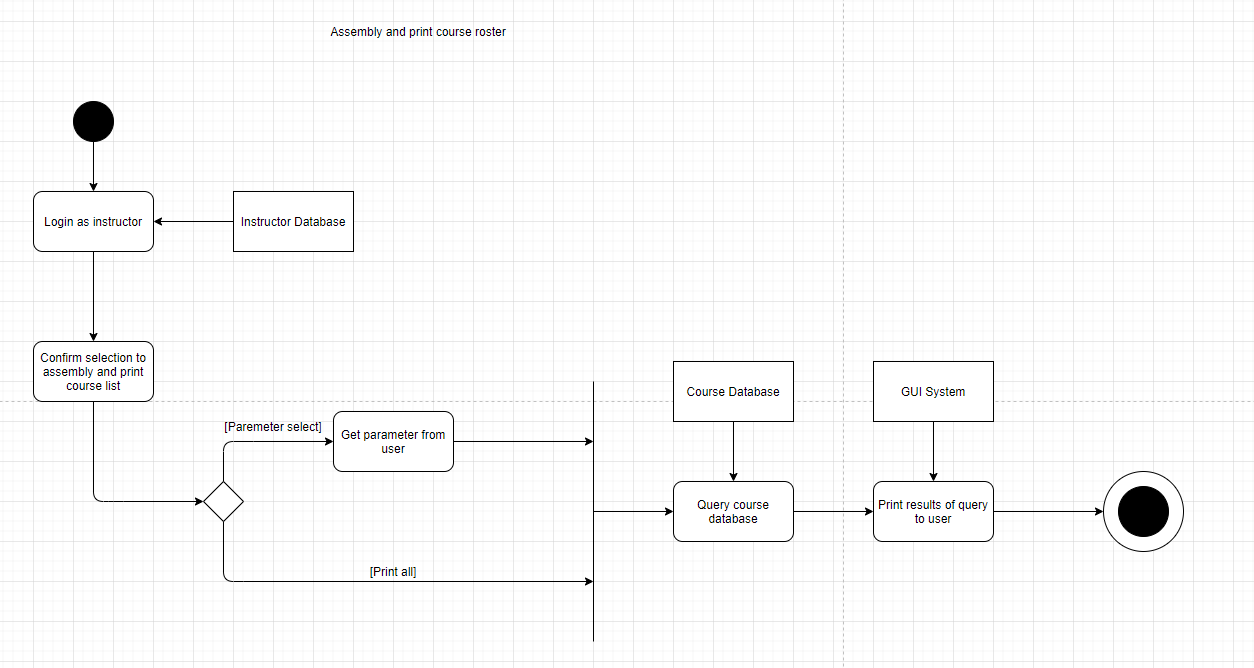 Assembly and print course roster
Login as instructor
Instructor Database
Confirm selection to
assembly and print
course list
[Paremeter select]
Get parameter from
user
[Print all]
Course Database
Query course
database
GUI System
Print results of query
to user